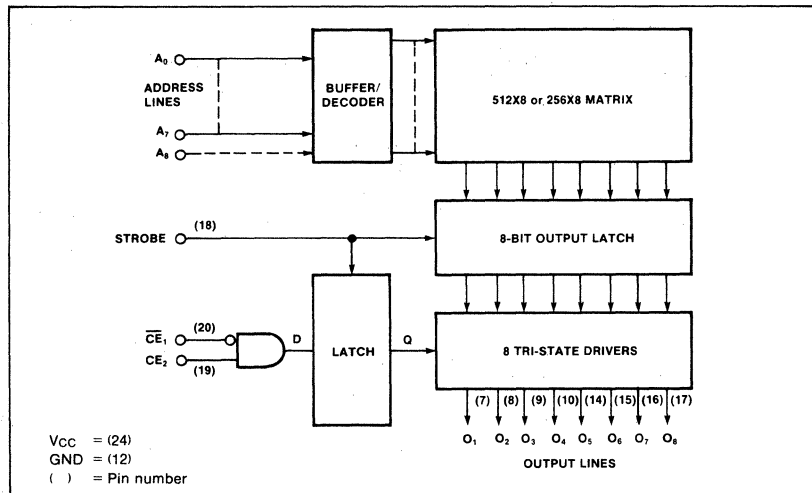 A₀
ADDRESS
LINES
A₇
A₈
BUFFER/
DECODER
512X8 or 256X8 MATRIX
STROBE
(18)
8-BIT OUTPUT LATCH
C̅E̅₁
(20)
CE₂
(19)
D
LATCH
Q
8 TRI-STATE DRIVERS
(7) (8) (9) (10) (14) (15) (16) (17)
O₁ O₂ O₃ O₄ O₅ O₆ O₇ O₈
OUTPUT LINES
VCC = (24)
GND = (12)
( ) = Pin number